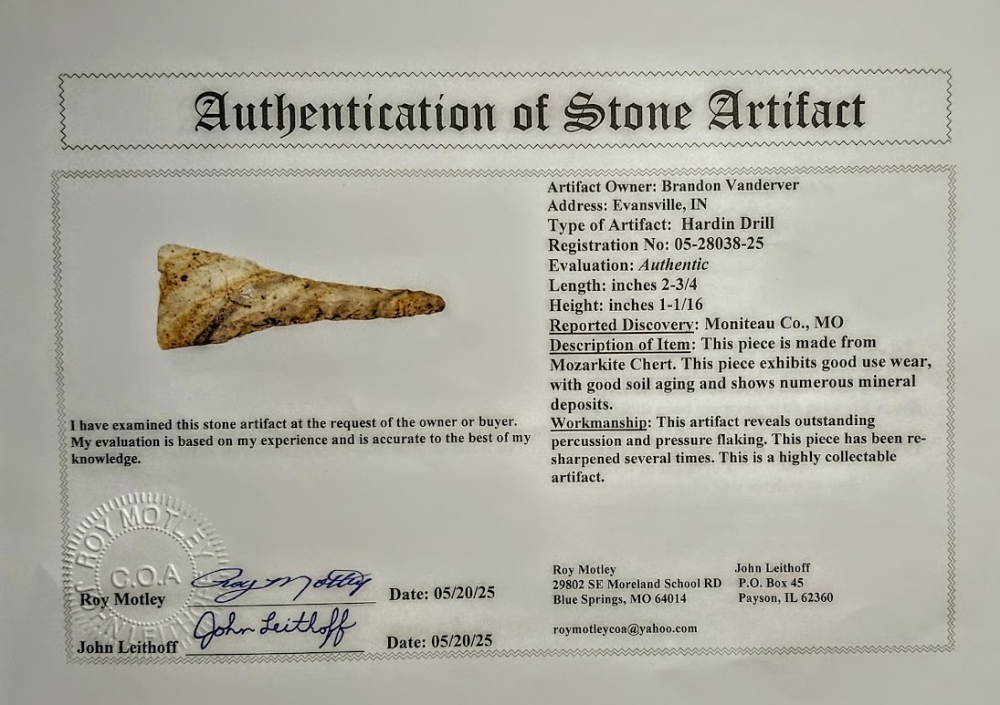 Authentication of Stone Artifact
Artifact Owner: Brandon Vanderver
Address: Evansville, IN
Type of Artifact: Hardin Drill
Registration No: 05-28038-25
Evaluation: Authentic
Length: inches 2-3/4
Height: inches 1-1/16
Reported Discovery: Moniteau Co., MO
Description of Item: This piece is made from
Mozarkite Chert. This piece exhibits good use wear,
with good soil aging and shows numerous mineral
deposits.
Workmanship: This artifact reveals outstanding
percussion and pressure flaking. This piece has been re-
sharpened several times. This is a highly collectable
artifact.
I have examined this stone artifact at the request of the owner or buyer.
My evaluation is based on my experience and is accurate to the best of my
knowledge.
ROY MOTLEY
C.O.A
Roy Motley Roy Motley Date: 05/20/25
John Leithoff John Leithoff Date: 05/20/25
Roy Motley
29802 SE Moreland School RD
Blue Springs, MO 64014
roymotleycoa@yahoo.com
John Leithoff
P.O. Box 45
Payson, IL 62360